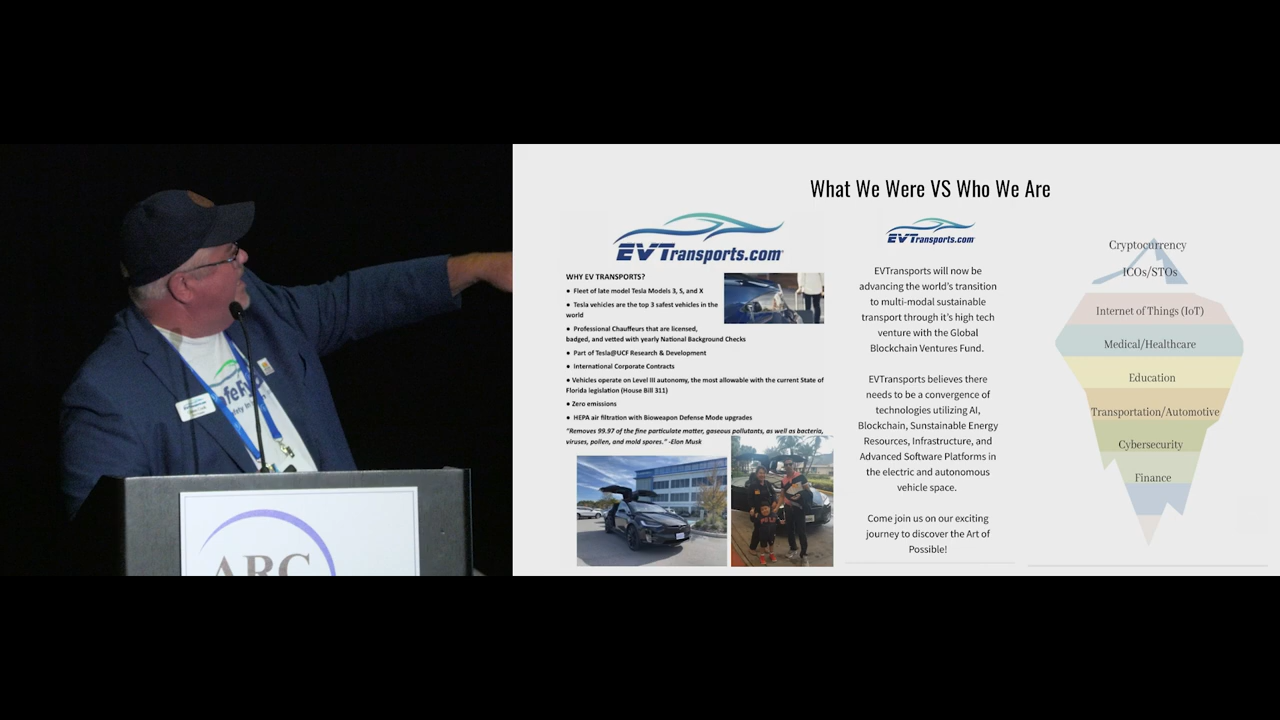 What We Were VS Who We Are
EVTransports.com
WHY EV TRANSPORTS?
● Fleet of late model Tesla Models 3, S, and X
● Tesla vehicles are the top 3 safest vehicles in the
world
● Professional Chauffeurs that are licensed,
badged, and vetted with yearly National Background Checks
● Part of Tesla@UCF Research & Development
● International Corporate Contracts
● Vehicles operate on Level III autonomy, the most allowable with the current State of
Florida legislation (House Bill 311)
● Zero emissions
● HEPA air filtration with Bioweapon Defense Mode upgrades
"Removes 99.97 of the fine particulate matter, gaseous pollutants, as well as bacteria,
viruses, pollen, and mold spores." -Elon Musk
EVTransports.com
EVTransports will now be
advancing the world's transition
to multi-modal sustainable
transport through it's high tech
venture with the Global
Blockchain Ventures Fund.
EVTransports believes there
needs to be a convergence of
technologies utilizing AI,
Blockchain, Sunstainable Energy
Resources, Infrastructure, and
Advanced Software Platforms in
the electric and autonomous
vehicle space.
Come join us on our exciting
journey to discover the Art of
Possible!
Cryptocurrency
ICOs/STOs
Internet of Things (IoT)
Medical/Healthcare
Education
Transportation/Automotive
Cybersecurity
Finance
ARC